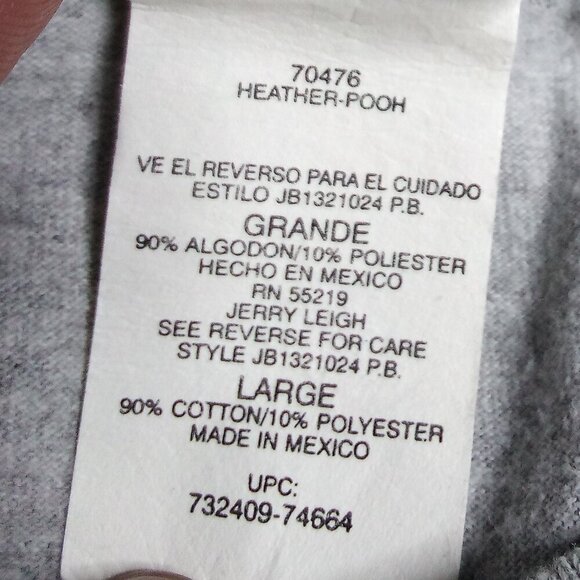 70476
HEATHER-POOH
VE EL REVERSO PARA EL CUIDADO
ESTILO JB1321024 P.B.
GRANDE
90% ALGODON/10% POLIESTER
HECHO EN MEXICO
RN 55219
JERRY LEIGH
SEE REVERSE FOR CARE
STYLE JB1321024 P.B.
LARGE
90% COTTON/10% POLYESTER
MADE IN MEXICO
UPC:
732409-74664